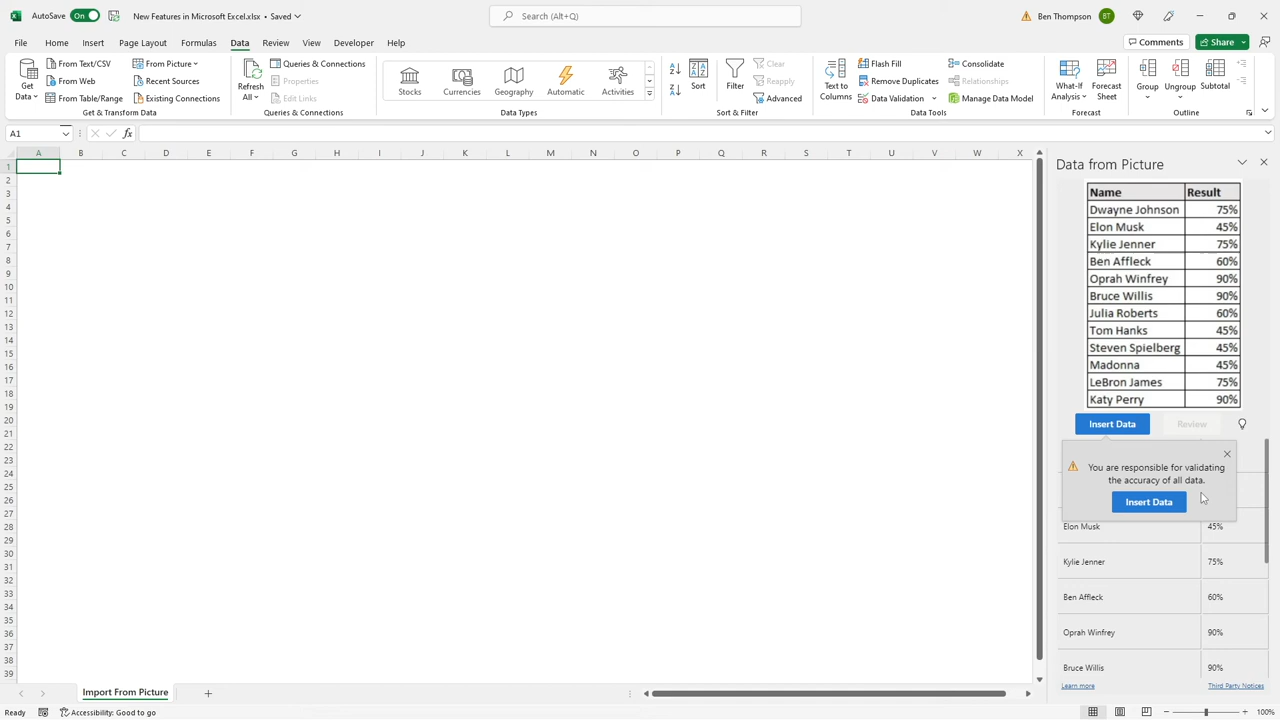 AutoSave On New Features in Microsoft Excel.xlsx • Saved Search (Alt+Q) Ben Thompson BT
File Home Insert Page Layout Formulas Data Review View Developer Help Comments Share
Get Data From Text/CSV From Web From Table/Range From Picture Recent Sources Existing Connections
Get & Transform Data
Refresh All Queries & Connections Properties Edit Links
Queries & Connections
Stocks Currencies Geography Automatic Activities
Data Types
Sort Filter Clear Reapply Advanced
Sort & Filter
Text to Columns Flash Fill Remove Duplicates Data Validation Consolidate Relationships Manage Data Model
Data Tools
What-If Analysis Forecast Sheet
Forecast
Group Ungroup Subtotal
Outline
A1 fx
A B C D E F G H I J K L M N O P Q R S T U V W X
1
2
3
4
5
6
7
8
9
10
11
12
13
14
15
16
17
18
19
20
21
22
23
24
25
26
27
28
29
30
31
32
33
34
35
36
37
38
39
Data from Picture
Name Result
Dwayne Johnson 75%
Elon Musk 45%
Kylie Jenner 75%
Ben Affleck 60%
Oprah Winfrey 90%
Bruce Willis 90%
Julia Roberts 60%
Tom Hanks 45%
Steven Spielberg 45%
Madonna 45%
LeBron James 75%
Katy Perry 90%
Insert Data Review
You are responsible for validating
the accuracy of all data.
Insert Data
Elon Musk 45%
Kylie Jenner 75%
Ben Affleck 60%
Oprah Winfrey 90%
Bruce Willis 90%
Learn more Third Party Notices
Import From Picture
Ready Accessibility: Good to go 100%